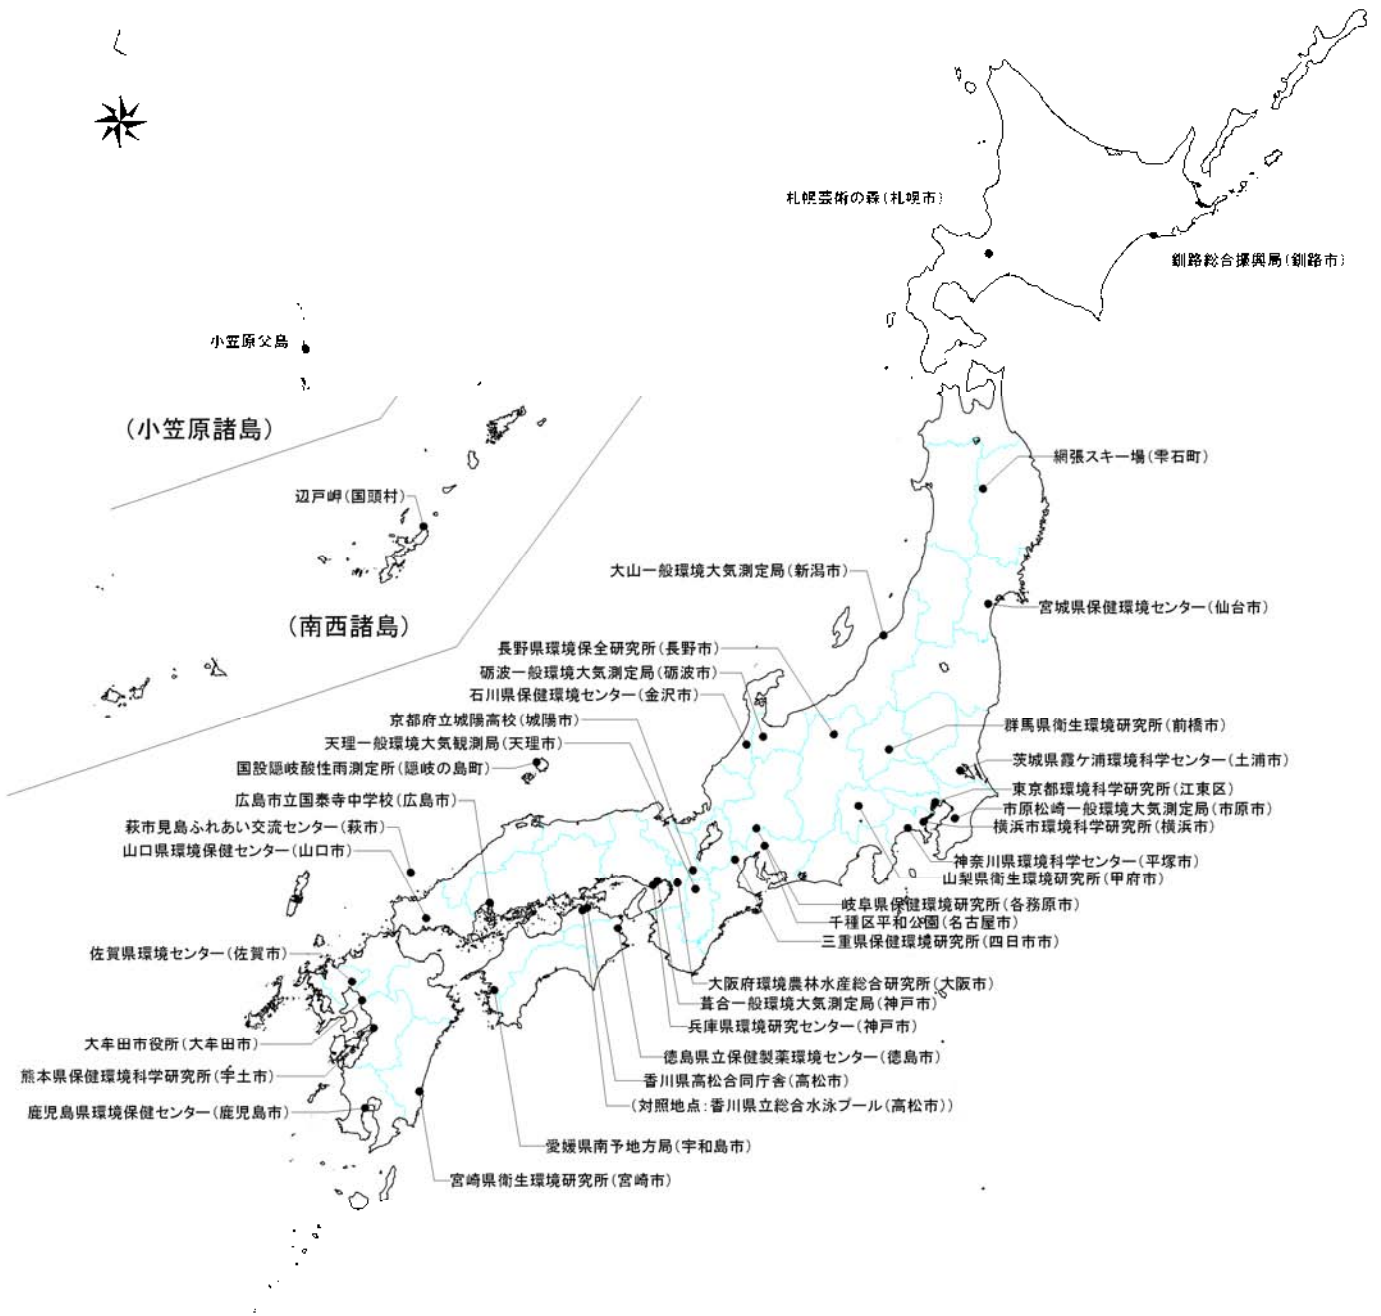 札幌芸術の森(札幌市)
釧路総合振興局(釧路市)
小笠原父島
(小笠原諸島)
網張スキー場(雫石町)
辺戸岬(国頭村)
大山一般環境大気測定局(新潟市)
宮城県保健環境センター(仙台市)
(南西諸島)
長野県環境保全研究所(長野市)
砺波一般環境大気測定局(砺波市)
石川県保健環境センター(金沢市)
京都府立城陽高校(城陽市)
群馬県衛生環境研究所(前橋市)
天理一般環境大気観測局(天理市)
茨城県霞ケ浦環境科学センター(土浦市)
国設隠岐酸性雨測定所(隠岐の島町)
東京都環境科学研究所(江東区)
広島市立国泰寺中学校(広島市)
市原松崎一般環境大気測定局(市原市)
横浜市環境科学研究所(横浜市)
萩市見島ふれあい交流センター(萩市)
山口県環境保健センター(山口市)
神奈川県環境科学センター(平塚市)
山梨県衛生環境研究所(甲府市)
岐阜県保健環境研究所(各務原市)
千種区平和公園(名古屋市)
三重県保健環境研究所(四日市市)
佐賀県環境センター(佐賀市)
大阪府環境農林水産総合研究所(大阪市)
葺合一般環境大気測定局(神戸市)
兵庫県環境研究センター(神戸市)
大牟田市役所(大牟田市)
徳島県立保健製薬環境センター(徳島市)
熊本県保健環境科学研究所(宇土市)
香川県高松合同庁舎(高松市)
(対照地点:香川県立総合水泳プール(高松市))
鹿児島県環境保健センター(鹿児島市)
愛媛県南予地方局(宇和島市)
宮崎県衛生環境研究所(宮崎市)